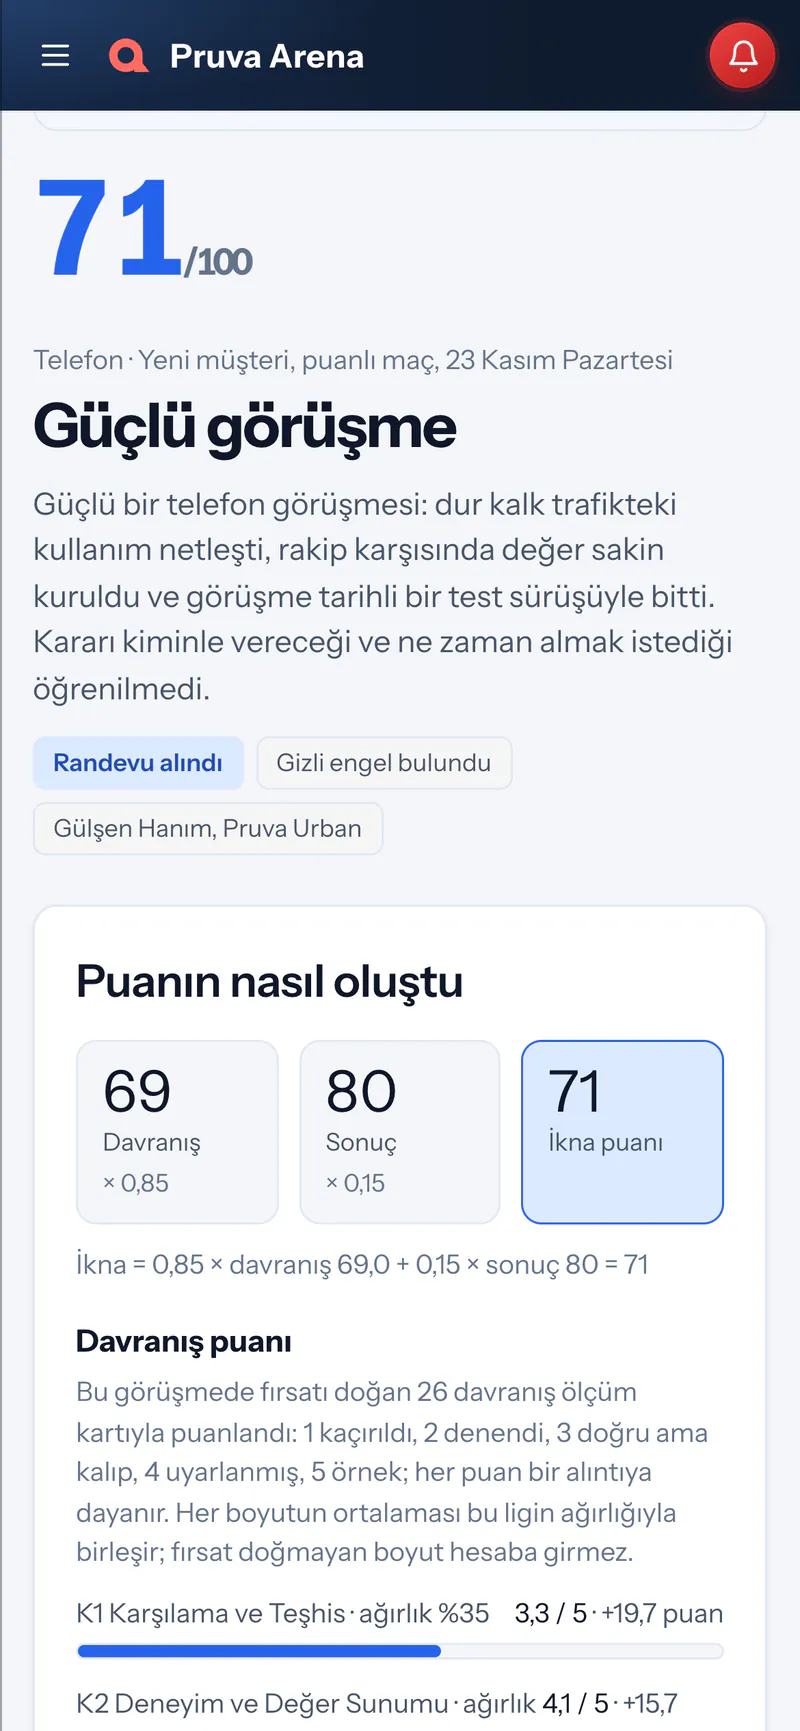 Pruva Arena
71/100
Telefon · Yeni müşteri, puanlı maç, 23 Kasım Pazartesi
Güçlü görüşme
Güçlü bir telefon görüşmesi: dur kalk trafikteki
kullanım netleşti, rakip karşısında değer sakin
kuruldu ve görüşme tarihli bir test sürüşüyle bitti.
Kararı kiminle vereceği ve ne zaman almak istediği
öğrenilmedi.
Randevu alındı
Gizli engel bulundu
Gülşen Hanım, Pruva Urban
Puanın nasıl oluştu
69
Davranış
× 0,85
80
Sonuç
× 0,15
71
İkna puanı
İkna = 0,85 × davranış 69,0 + 0,15 × sonuç 80 = 71
Davranış puanı
Bu görüşmede fırsatı doğan 26 davranış ölçüm
kartıyla puanlandı: 1 kaçırıldı, 2 denendi, 3 doğru ama
kalıp, 4 uyarlanmış, 5 örnek; her puan bir alıntıya
dayanır. Her boyutun ortalaması bu ligin ağırlığıyla
birleşir; fırsat doğmayan boyut hesaba girmez.
K1 Karşılama ve Teşhis · ağırlık %35 3,3 / 5 · +19,7 puan
K2 Deneyim ve Değer Sunumu · ağırlık 4,1 / 5 · +15,7